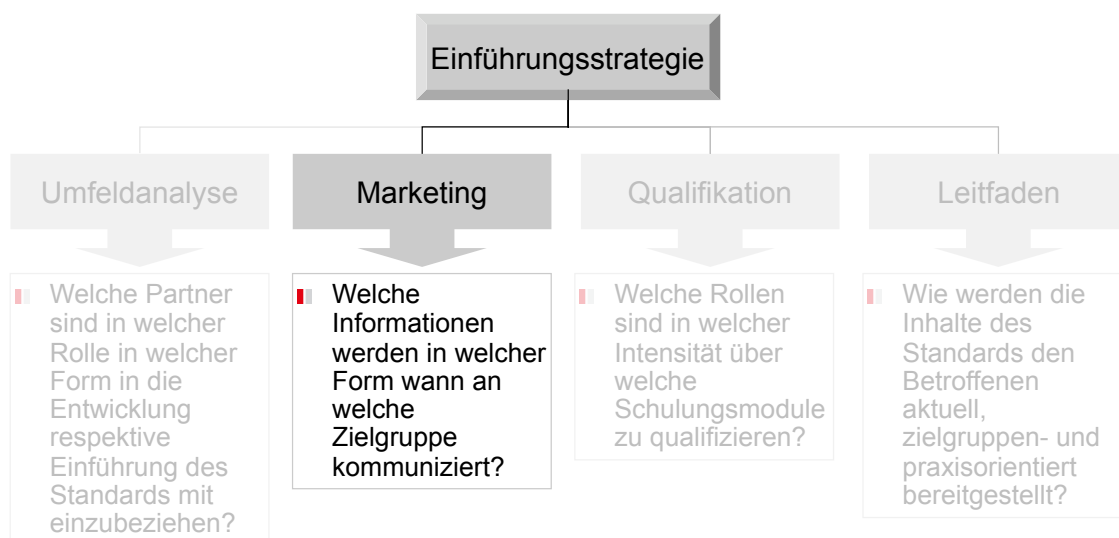 Einführungsstrategie
Umfeldanalyse
Marketing
Qualifikation
Leitfaden
Welche Partner
sind in welcher
Rolle in welcher
Form in die
Entwicklung
respektive
Einführung des
Standards mit
einzubeziehen?
Welche
Informationen
werden in welcher
Form wann an
welche
Zielgruppe
kommuniziert?
Welche Rollen
sind in welcher
Intensität über
welche
Schulungsmodule
zu qualifizieren?
Wie werden die
Inhalte des
Standards den
Betroffenen
aktuell,
zielgruppen- und
praxisorientiert
bereitgestellt?